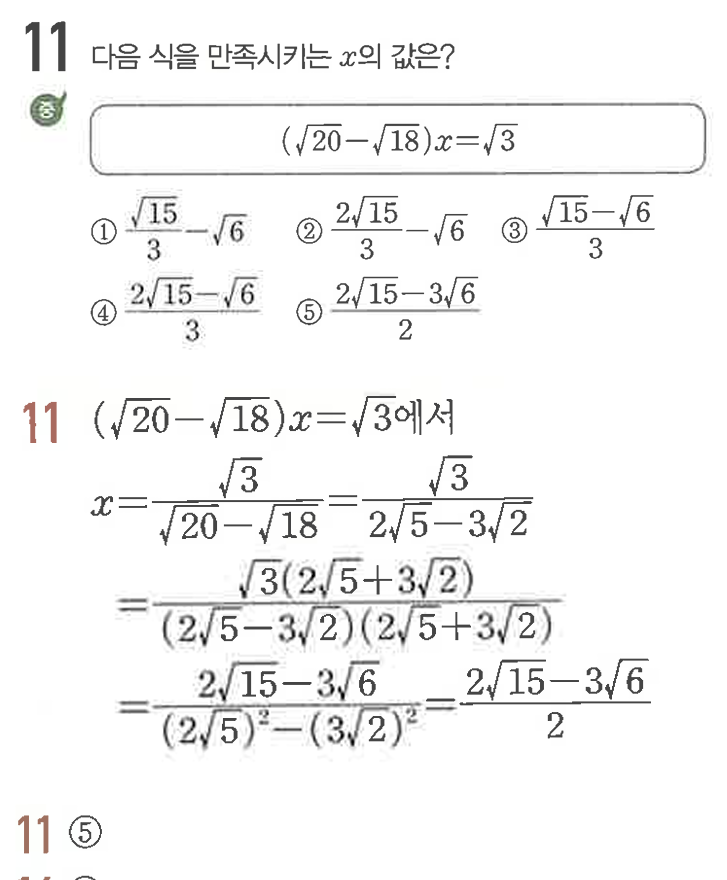 11 다음 식을 만족시키는 x의 값은?
중
(√20−√18)x=√3
① √15/3−√6 ② 2√15/3−√6 ③ (√15−√6)/3
④ (2√15−√6)/3 ⑤ (2√15−3√6)/2
11 (√20−√18)x=√3에서
x=√3/(√20−√18)=√3/(2√5−3√2)
=√3(2√5+3√2)/((2√5−3√2)(2√5+3√2))
=(2√15−3√6)/((2√5)²−(3√2)²)=(2√15−3√6)/2
11 ⑤